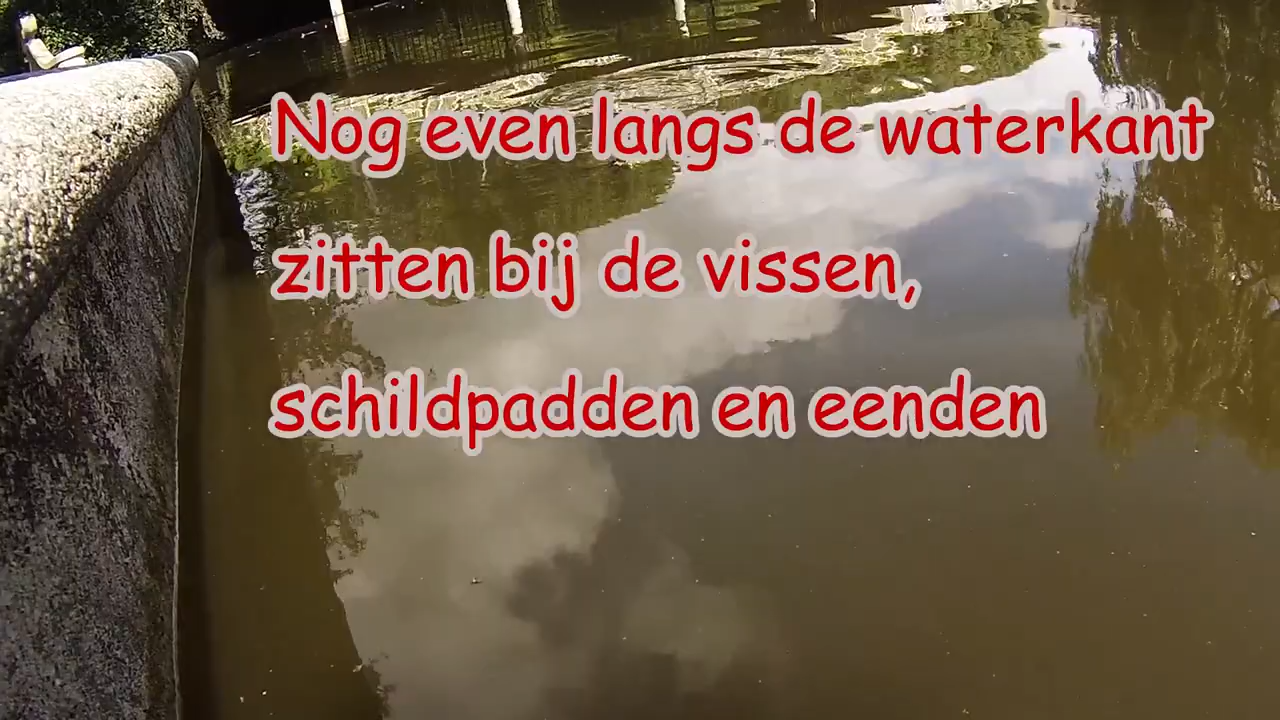 Nog even langs de waterkant
zitten bij de vissen,
schildpadden en eenden